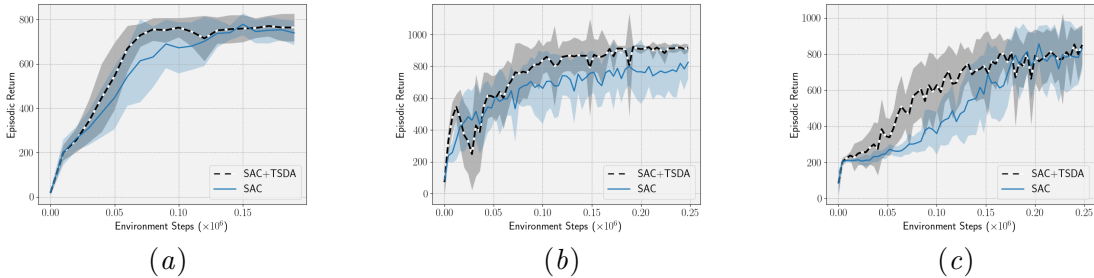 800
600
400
200
0
Episodic Return
0.00 0.05 0.10 0.15
Environment Steps (×10⁶)
SAC+TSDA
SAC
(a)
1000
800
600
400
200
0
Episodic Return
0.00 0.05 0.10 0.15 0.20 0.25
Environment Steps (×10⁶)
SAC+TSDA
SAC
(b)
1000
800
600
400
200
0
Episodic Return
0.00 0.05 0.10 0.15 0.20 0.25
Environment Steps (×10⁶)
SAC+TSDA
SAC
(c)